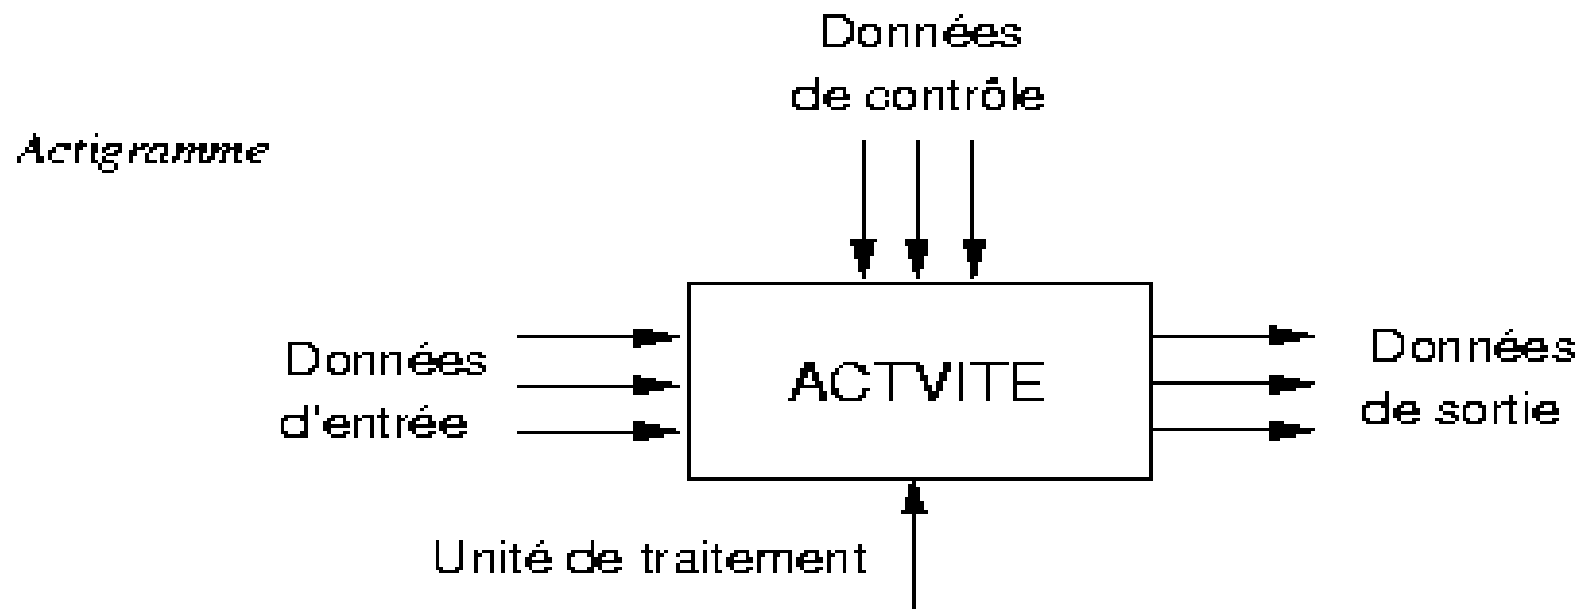 Données
de contrôle
Actigramme
Données
d'entrée
ACTVITE
Données
de sortie
Unité de traitement